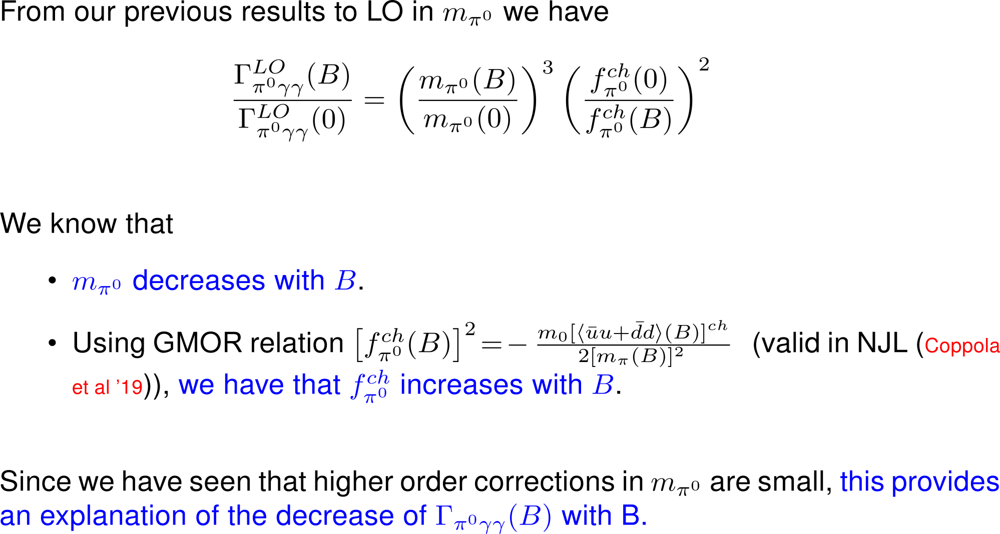 From our previous results to LO in $m_{\pi^0}$ we have
$$\frac{\Gamma^{LO}_{\pi^0\gamma\gamma}(B)}{\Gamma^{LO}_{\pi^0\gamma\gamma}(0)} = \left(\frac{m_{\pi^0}(B)}{m_{\pi^0}(0)}\right)^3 \left(\frac{f^{ch}_{\pi^0}(0)}{f^{ch}_{\pi^0}(B)}\right)^2$$
We know that
• $m_{\pi^0}$ decreases with $B$.
• Using GMOR relation $\left[f^{ch}_{\pi^0}(B)\right]^2 = -\frac{m_0[\langle\bar{u}u+\bar{d}d\rangle(B)]^{ch}}{2[m_\pi(B)]^2}$ (valid in NJL (Coppola
et al '19)), we have that $f^{ch}_{\pi^0}$ increases with $B$.
Since we have seen that higher order corrections in $m_{\pi^0}$ are small, this provides
an explanation of the decrease of $\Gamma_{\pi^0\gamma\gamma}(B)$ with B.